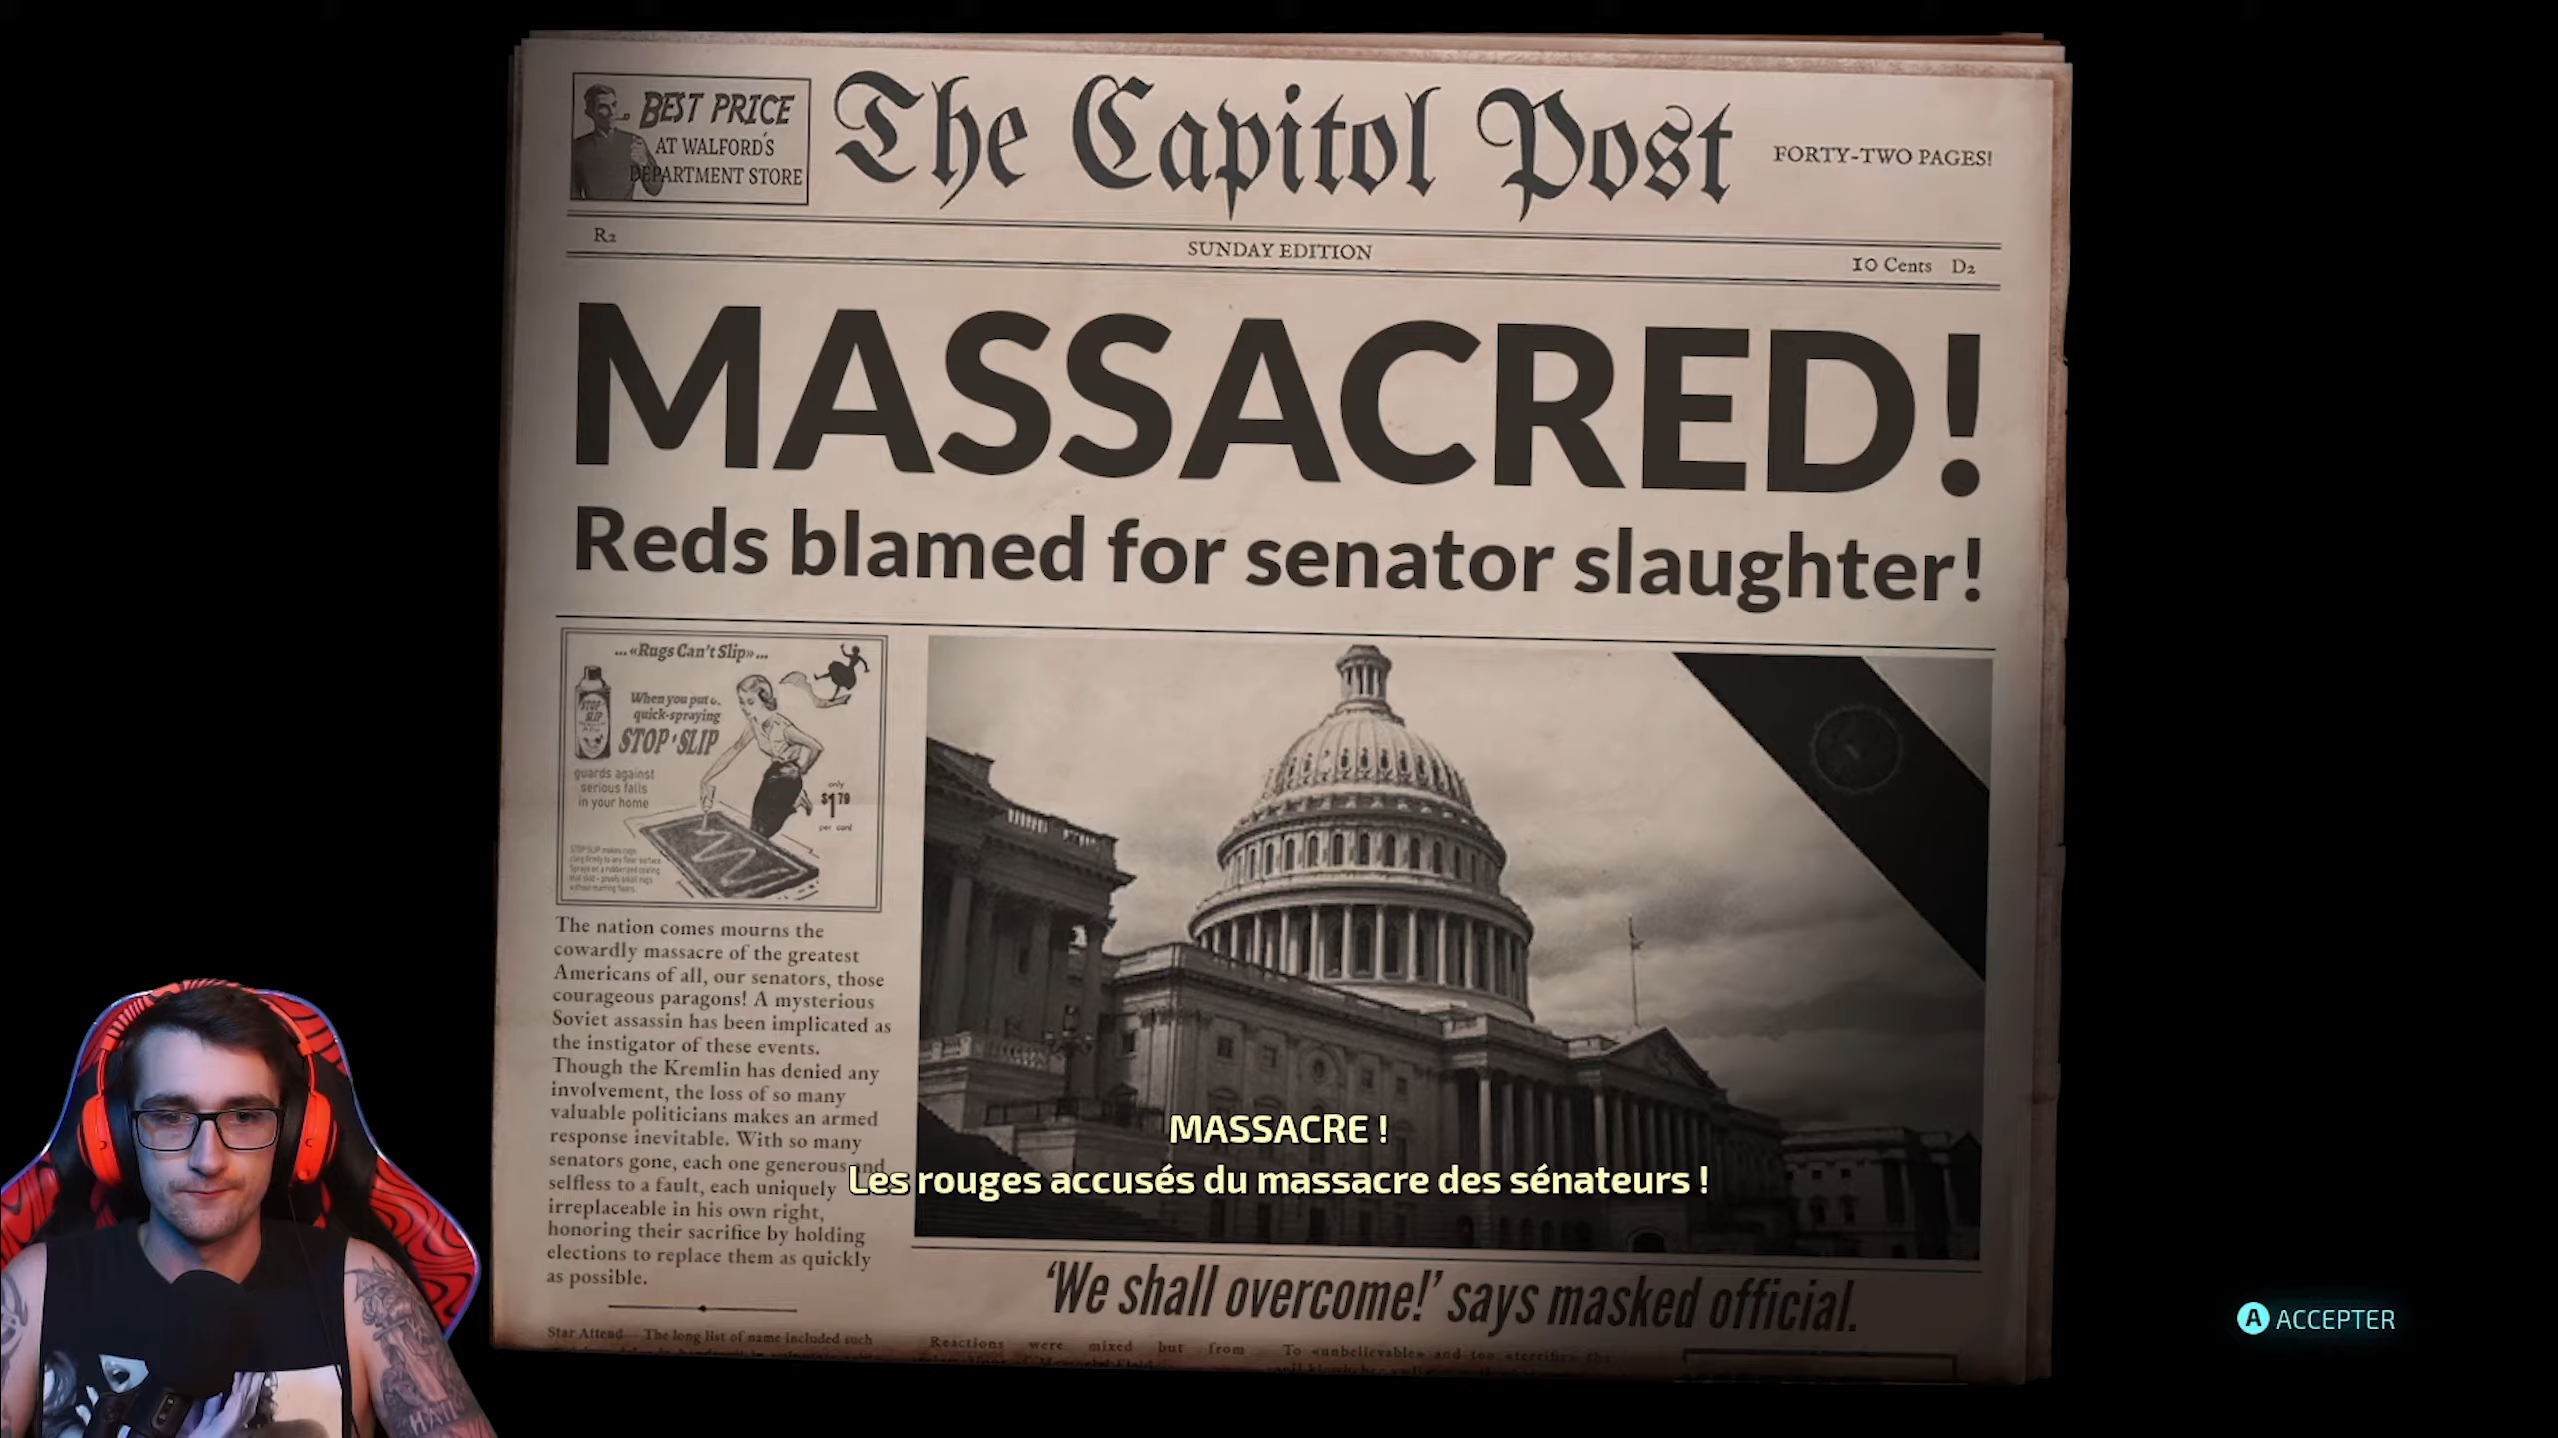 BEST PRICE
AT WALFORD'S
DEPARTMENT STORE
The Capitol Post
FORTY-TWO PAGES!
R2
SUNDAY EDITION
10 Cents D2
MASSACRED!
Reds blamed for senator slaughter!
...«Rugs Can't Slip»...
When you put
quick-spraying
STOP SLIP
STOP·SLIP
guards against
serious falls
in your home
only
$1.79
per can!
The nation comes mourns the
cowardly massacre of the greatest
Americans of all, our senators, those
courageous paragons! A mysterious
Soviet assassin has been implicated as
the instigator of these events.
Though the Kremlin has denied any
involvement, the loss of so many
valuable politicians makes an armed
response inevitable. With so many
senators gone, each one generous and
selfless to a fault, each uniquely
irreplaceable in his own right,
honoring their sacrifice by holding
elections to replace them as quickly
as possible.
MASSACRE !
Les rouges accusés du massacre des sénateurs !
'We shall overcome!' says masked official.
Star Attend— The long list of name included such
Reactions were mixed but from
To «unbelievable» and too «terrific» the
A ACCEPTER